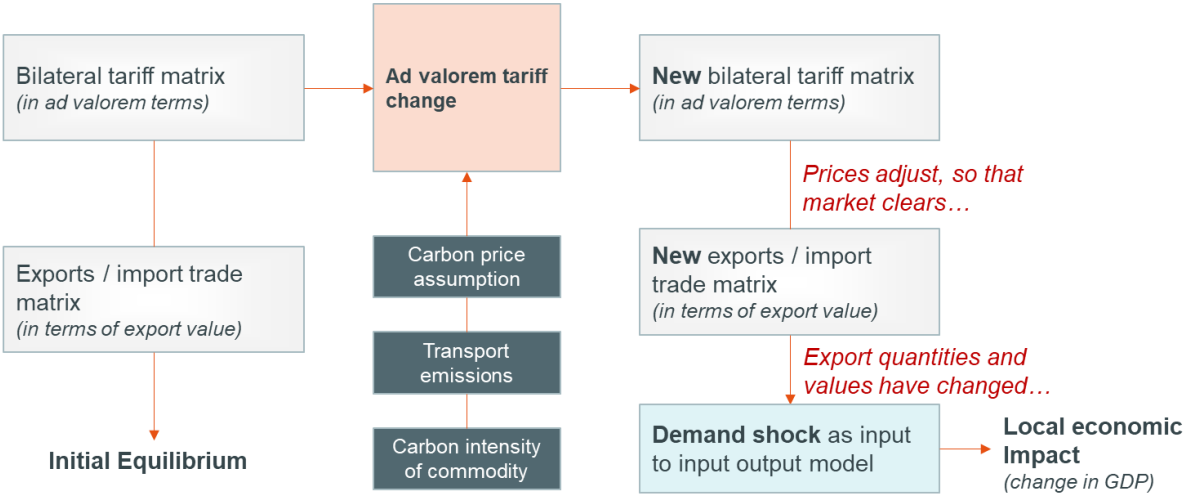 Bilateral tariff matrix
(in ad valorem terms)
Exports / import trade
matrix
(in terms of export value)
Initial Equilibrium
Ad valorem tariff
change
Carbon price
assumption
Transport
emissions
Carbon intensity
of commodity
New bilateral tariff matrix
(in ad valorem terms)
Prices adjust, so that
market clears…
New exports / import
trade matrix
(in terms of export value)
Export quantities and
values have changed…
Demand shock as input
to input output model
Local economic
Impact
(change in GDP)